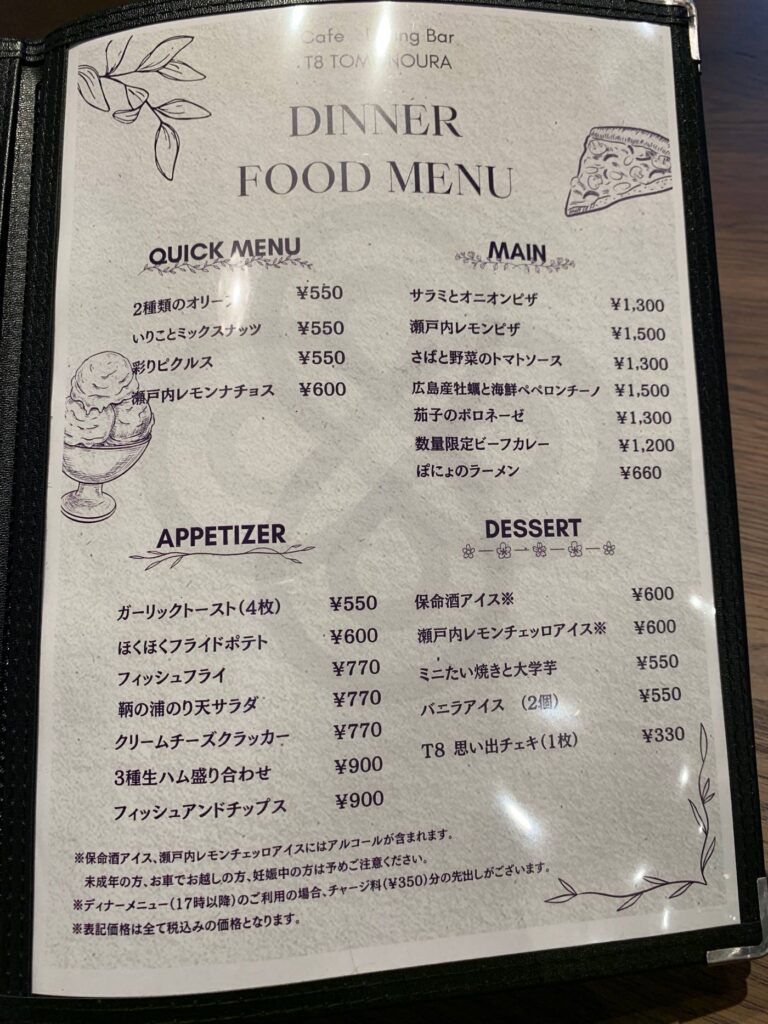 Cafe Dining Bar
T8 TOMONOURA
DINNER
FOOD MENU
QUICK MENU
2種類のオリーブ ¥550
いりことミックスナッツ ¥550
彩りピクルス ¥550
瀬戸内レモンナチョス ¥600
MAIN
サラミとオニオンピザ ¥1,300
瀬戸内レモンピザ ¥1,500
さばと野菜のトマトソース ¥1,300
広島産牡蠣と海鮮ペペロンチーノ ¥1,500
茄子のボロネーゼ ¥1,300
数量限定ビーフカレー ¥1,200
ぽにょのラーメン ¥660
APPETIZER
ガーリックトースト(4枚) ¥550
ほくほくフライドポテト ¥600
フィッシュフライ ¥770
鞆の浦のり天サラダ ¥770
クリームチーズクラッカー ¥770
3種生ハム盛り合わせ ¥900
フィッシュアンドチップス ¥900
DESSERT
保命酒アイス※ ¥600
瀬戸内レモンチェッロアイス※ ¥600
ミニたい焼きと大学芋 ¥550
バニラアイス (2個) ¥550
T8 思い出チェキ(1枚) ¥330
※保命酒アイス、瀬戸内レモンチェッロアイスにはアルコールが含まれます。
未成年の方、お車でお越しの方、妊娠中の方は予めご注意ください。
※ディナーメニュー(17時以降)のご利用の場合、チャージ料(¥350)分の先出しがございます。
※表記価格は全て税込みの価格となります。